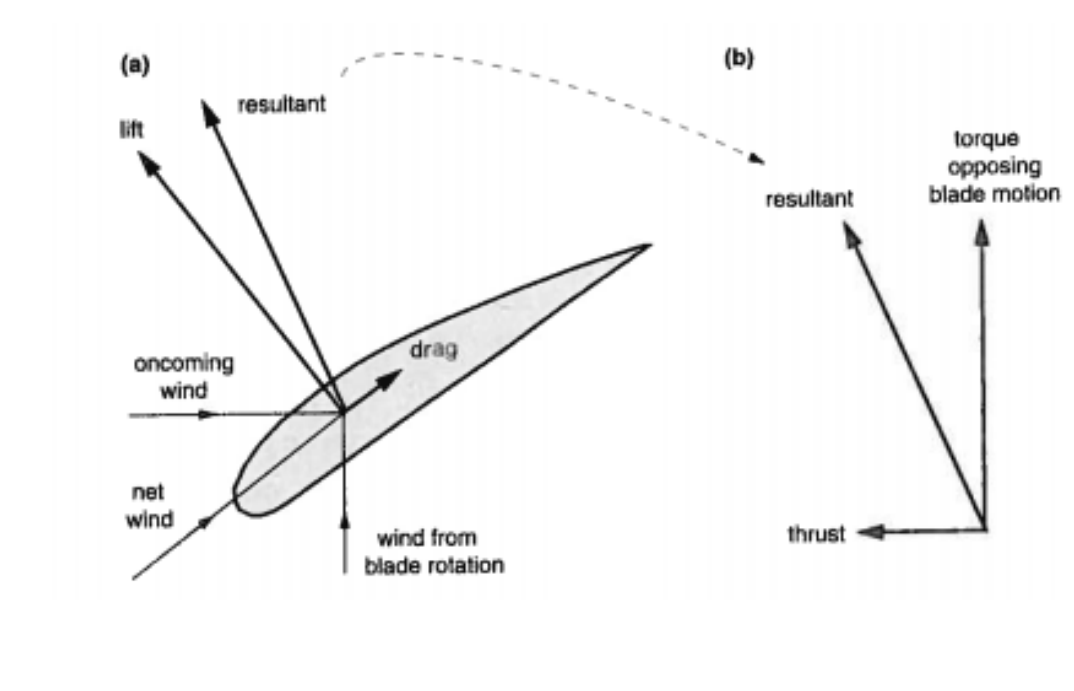 (a)
(b)
resultant
lift
torque
opposing
blade motion
resultant
drag
oncoming
wind
net
wind
wind from
blade rotation
thrust